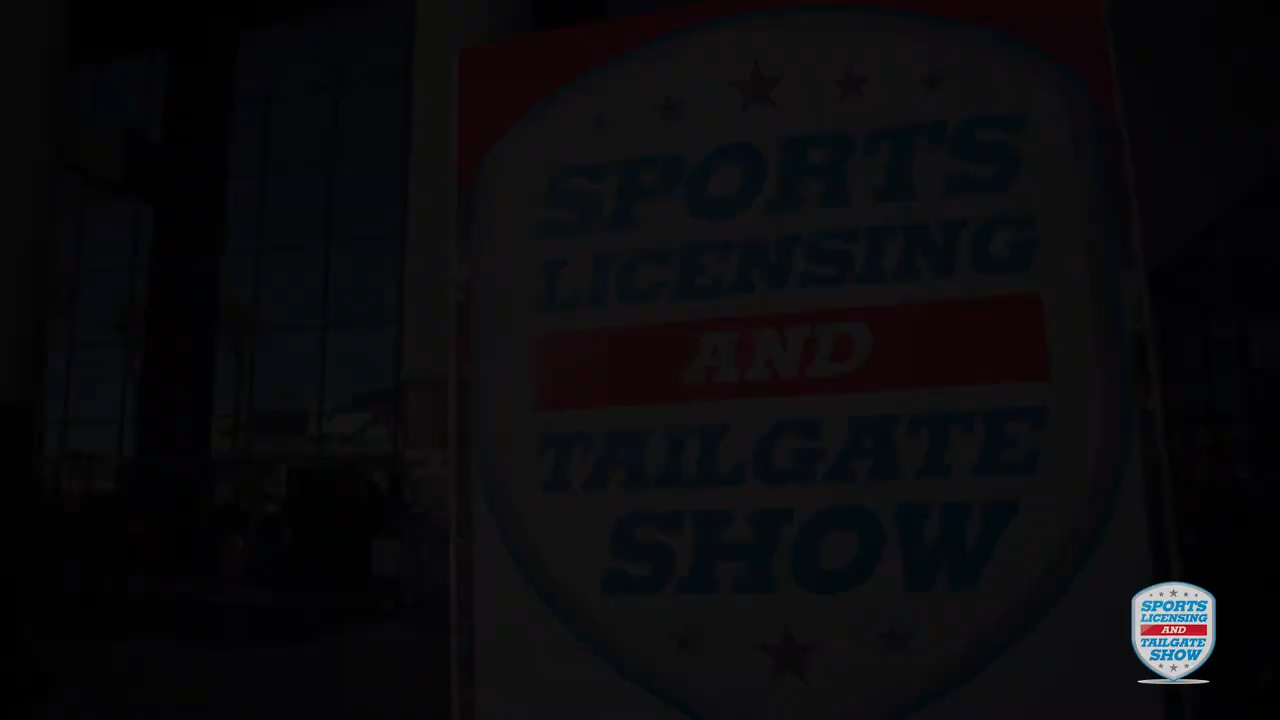 SPORTS
LICENSING
AND
TAILGATE
SHOW
SPORTS
LICENSING
AND
TAILGATE
SHOW